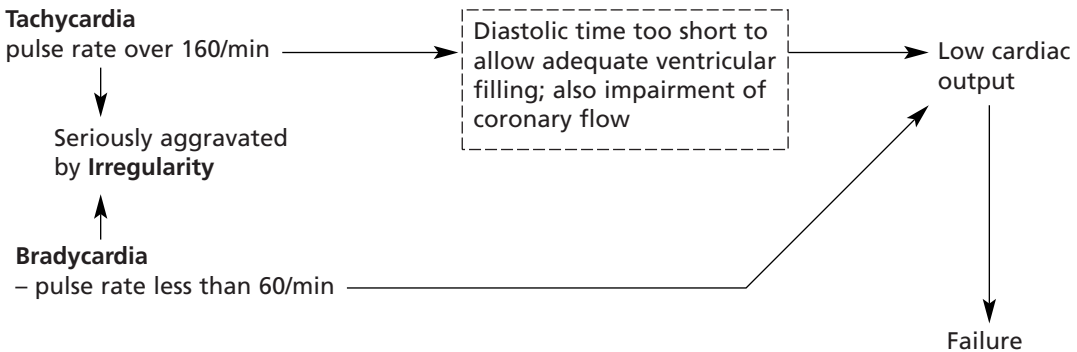 Tachycardia
pulse rate over 160/min
Diastolic time too short to
allow adequate ventricular
filling; also impairment of
coronary flow
Low cardiac
output
Seriously aggravated
by Irregularity
Bradycardia
– pulse rate less than 60/min
Failure